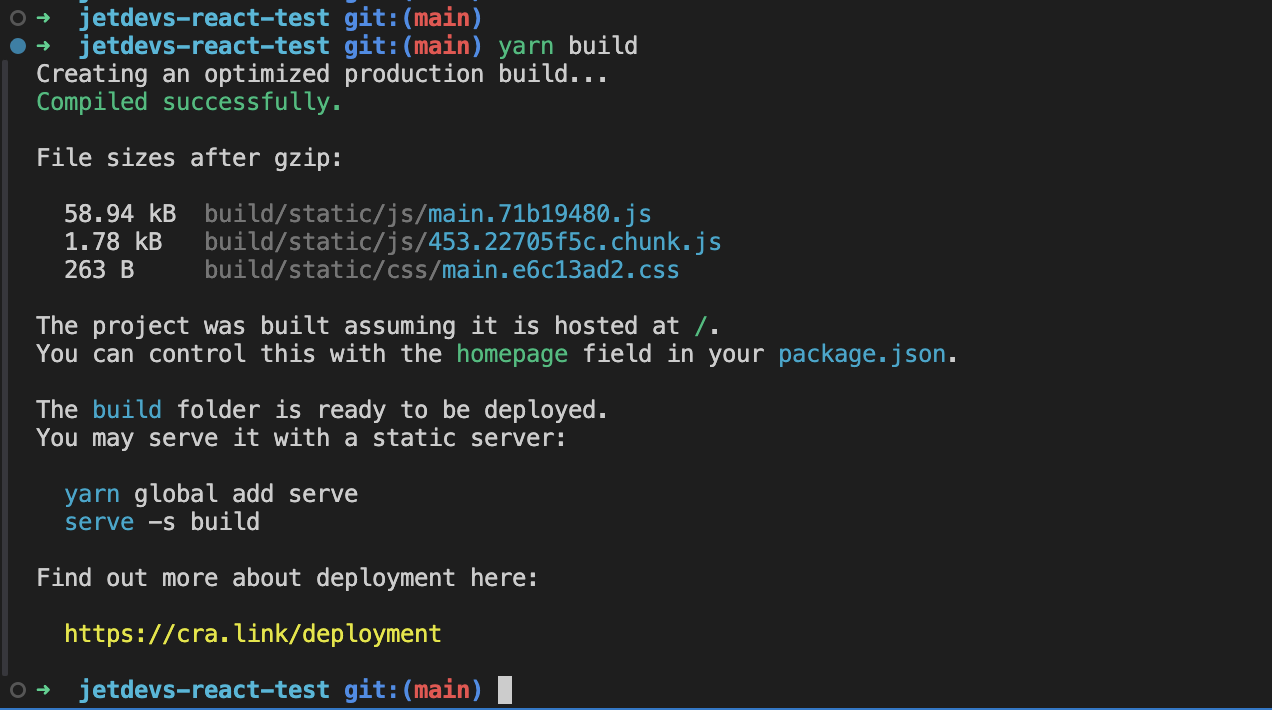 ➜ jetdevs-react-test git:(main)
➜ jetdevs-react-test git:(main) yarn build
Creating an optimized production build...
Compiled successfully.
File sizes after gzip:
58.94 kB build/static/js/main.71b19480.js
1.78 kB build/static/js/453.22705f5c.chunk.js
263 B build/static/css/main.e6c13ad2.css
The project was built assuming it is hosted at /.
You can control this with the homepage field in your package.json.
The build folder is ready to be deployed.
You may serve it with a static server:
yarn global add serve
serve -s build
Find out more about deployment here:
https://cra.link/deployment
➜ jetdevs-react-test git:(main)